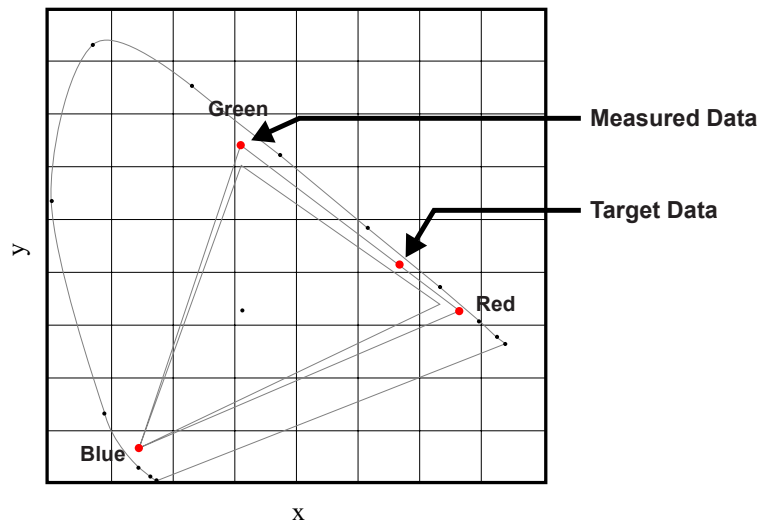 Green
Measured Data
Target Data
y
Red
Blue
x